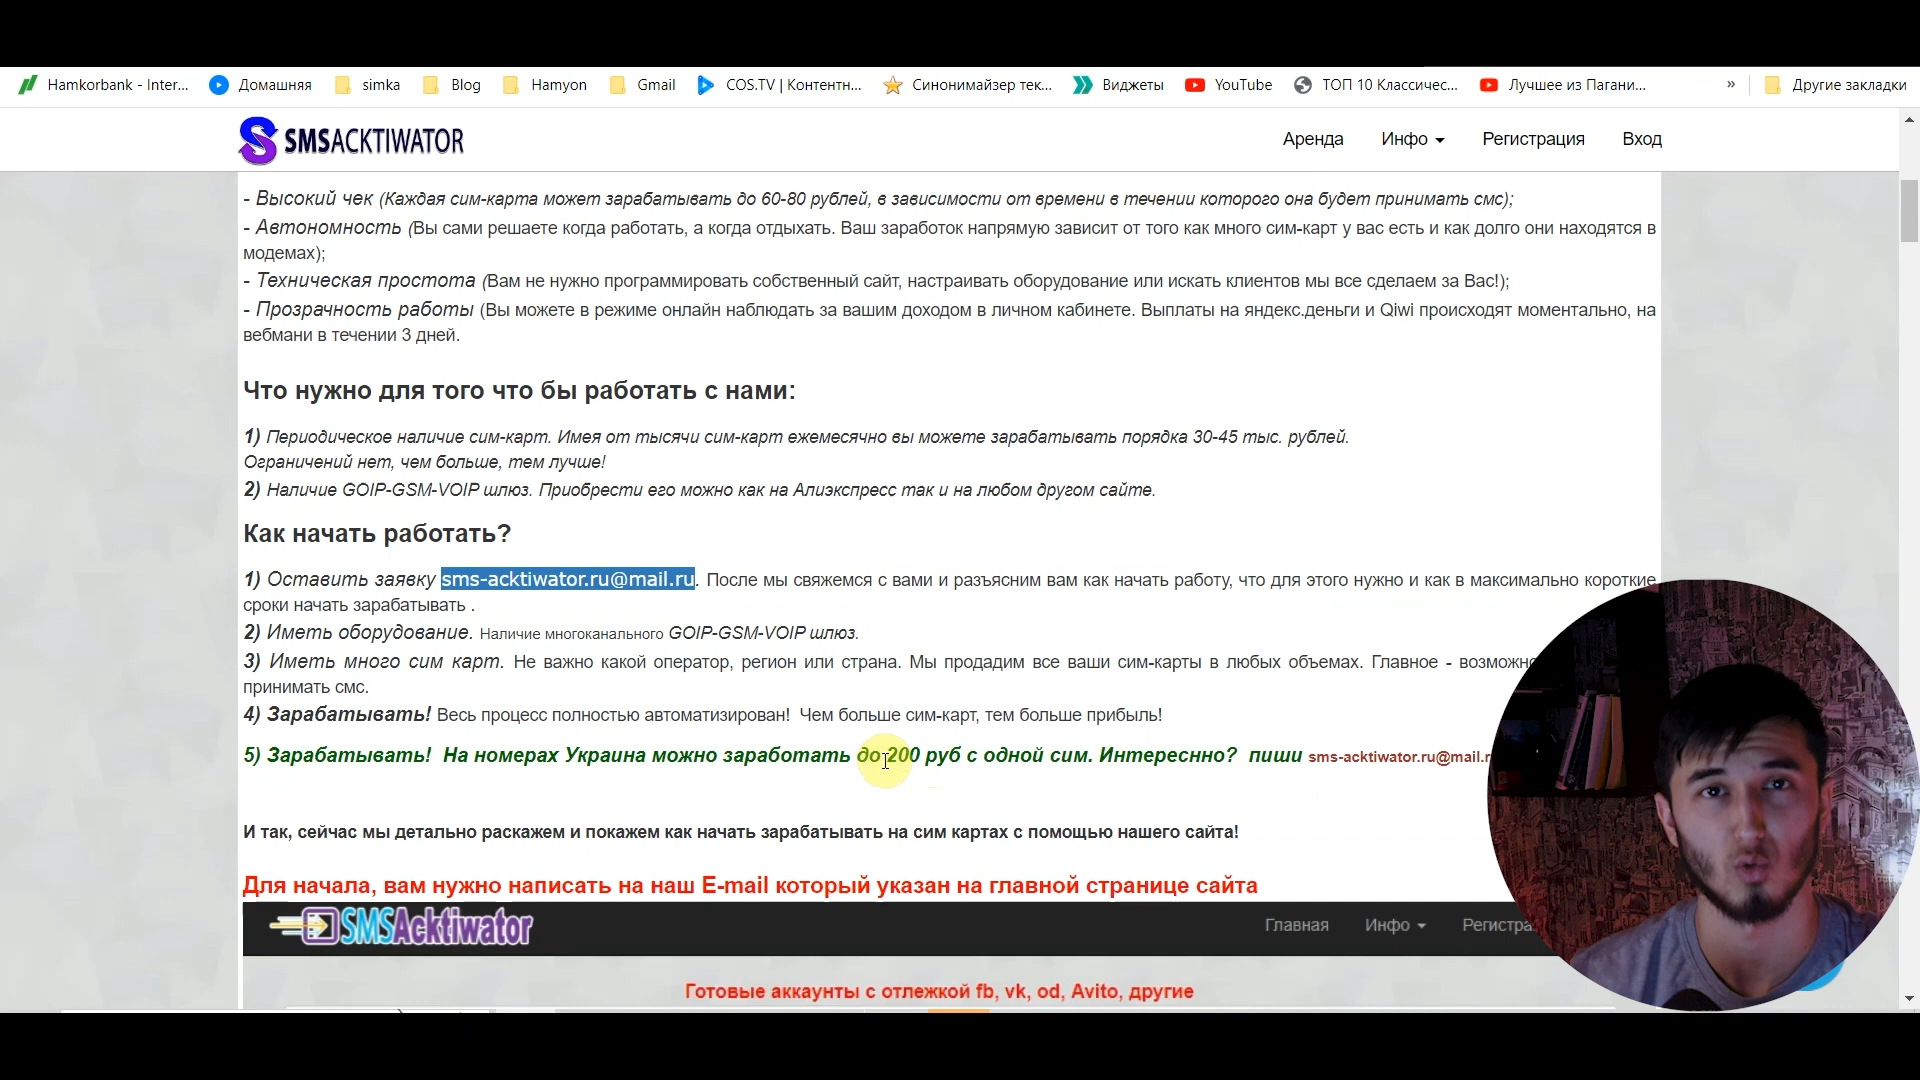 Hamkorbank - Inter... Домашняя simka Blog Hamyon Gmail COS.TV | Контентн... Синонимайзер тек... Виджеты YouTube ТОП 10 Классичес... Лучшее из Пагани... » Другие закладки
SMSACKTIWATOR Аренда Инфо Регистрация Вход
- Высокий чек (Каждая сим-карта может зарабатывать до 60-80 рублей, в зависимости от времени в течении которого она будет принимать смс);
- Автономность (Вы сами решаете когда работать, а когда отдыхать. Ваш заработок напрямую зависит от того как много сим-карт у вас есть и как долго они находятся в
модемах);
- Техническая простота (Вам не нужно программировать собственный сайт, настраивать оборудование или искать клиентов мы все сделаем за Вас!);
- Прозрачность работы (Вы можете в режиме онлайн наблюдать за вашим доходом в личном кабинете. Выплаты на яндекс.деньги и Qiwi происходят моментально, на
вебмани в течении 3 дней.
Что нужно для того что бы работать с нами:
1) Периодическое наличие сим-карт. Имея от тысячи сим-карт ежемесячно вы можете зарабатывать порядка 30-45 тыс. рублей.
Ограничений нет, чем больше, тем лучше!
2) Наличие GOIP-GSM-VOIP шлюз. Приобрести его можно как на Алиэкспресс так и на любом другом сайте.
Как начать работать?
1) Оставить заявку sms-acktiwator.ru@mail.ru. После мы свяжемся с вами и разъясним вам как начать работу, что для этого нужно и как в максимально короткие
сроки начать зарабатывать .
2) Иметь оборудование. Наличие многоканального GOIP-GSM-VOIP шлюз.
3) Иметь много сим карт. Не важно какой оператор, регион или страна. Мы продадим все ваши сим-карты в любых объемах. Главное -
принимать смс.
4) Зарабатывать! Весь процесс полностью автоматизирован! Чем больше сим-карт, тем больше прибыль!
5) Зарабатывать! На номерах Украина можно заработать до 200 руб с одной сим. Интереснно? пиши sms-acktiwator.ru@mail.r
И так, сейчас мы детально раскажем и покажем как начать зарабатывать на сим картах с помощью нашего сайта!
Для начала, вам нужно написать на наш E-mail который указан на главной странице сайта
SMSAcktiwator Главная Инфо Регистра
Готовые аккаунты с отлежкой fb, vk, od, Avito, другие